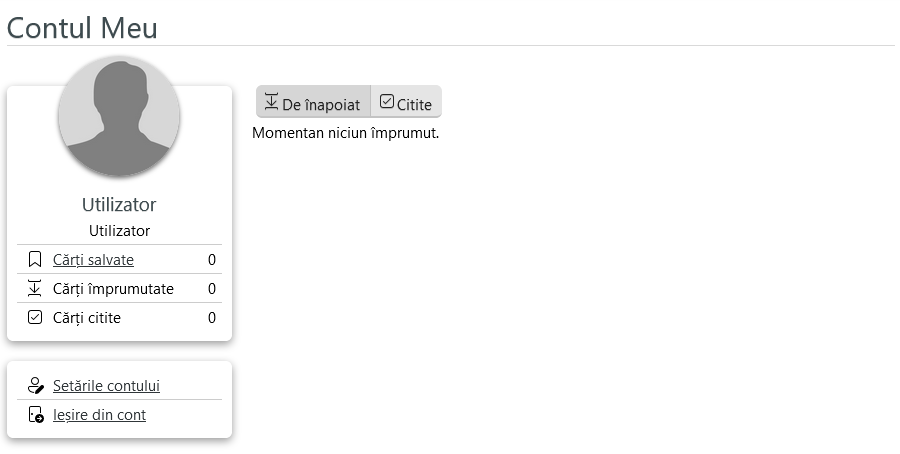 Contul Meu
De înapoiat Citite
Momentan niciun împrumut.
Utilizator
Utilizator
Cărți salvate 0
Cărți împrumutate 0
Cărți citite 0
Setările contului
Ieșire din cont